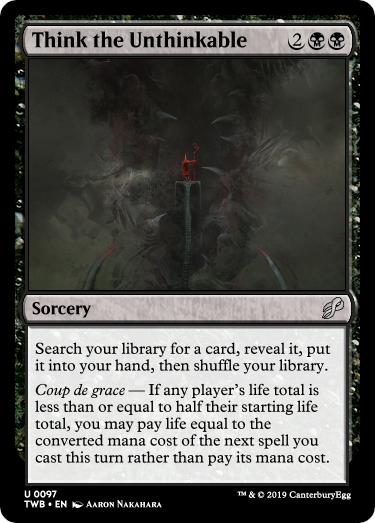 Think the Unthinkable 2
Sorcery
Search your library for a card, reveal it, put
it into your hand, then shuffle your library.
Coup de grace — If any player's life total is
less than or equal to half their starting life
total, you may pay life equal to the
converted mana cost of the next spell you
cast this turn rather than pay its mana cost.
U 0097
TWB • EN Aaron Nakahara
™ & © 2019 CanterburyEgg